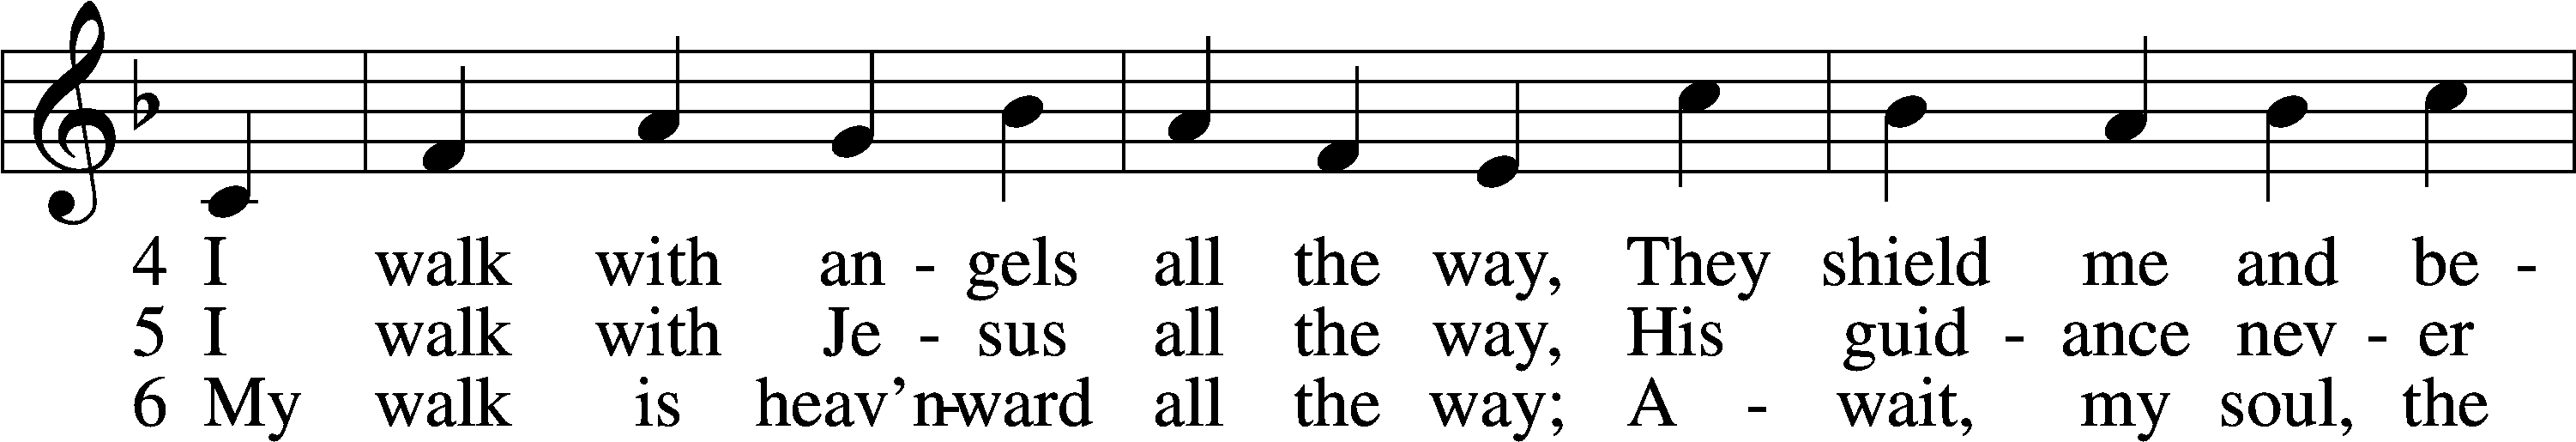 4 I walk with an - gels all the way, They shield me and be -
5 I walk with Je - sus all the way, His guid - ance nev - er
6 My walk is heav’n - ward all the way; A - wait, my soul, the